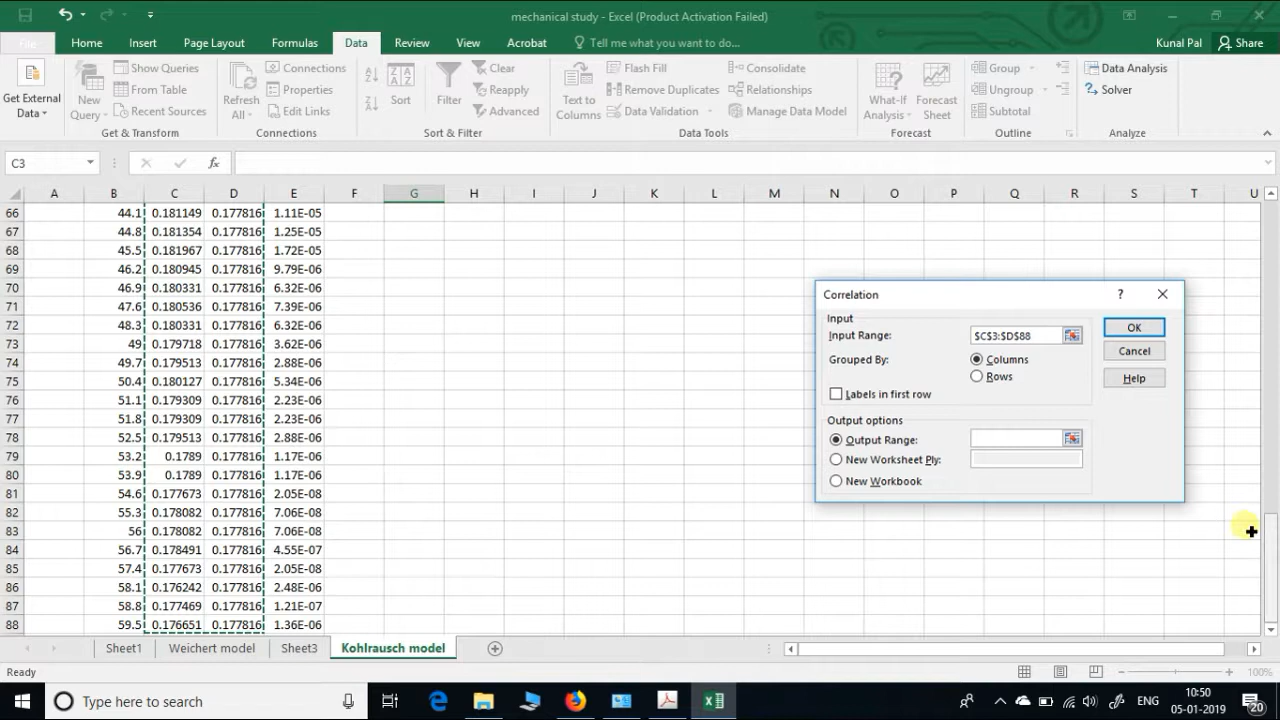 mechanical study - Excel (Product Activation Failed)
File Home Insert Page Layout Formulas Data Review View Acrobat Tell me what you want to do... Kunal Pal Share
Get External Data
New Query
Show Queries
From Table
Recent Sources
Get & Transform
Refresh All
Connections
Properties
Edit Links
Connections
Sort
Filter
Clear
Reapply
Advanced
Sort & Filter
Text to Columns
Flash Fill
Remove Duplicates
Data Validation
Consolidate
Relationships
Manage Data Model
Data Tools
What-If Analysis
Forecast Sheet
Forecast
Group
Ungroup
Subtotal
Outline
Data Analysis
Solver
Analyze
C3 fx
A B C D E F G H I J K L M N O P Q R S T U
66 44.1 0.181149 0.177816 1.11E-05
67 44.8 0.181354 0.177816 1.25E-05
68 45.5 0.181967 0.177816 1.72E-05
69 46.2 0.180945 0.177816 9.79E-06
70 46.9 0.180331 0.177816 6.32E-06
71 47.6 0.180536 0.177816 7.39E-06
72 48.3 0.180331 0.177816 6.32E-06
73 49 0.179718 0.177816 3.62E-06
74 49.7 0.179513 0.177816 2.88E-06
75 50.4 0.180127 0.177816 5.34E-06
76 51.1 0.179309 0.177816 2.23E-06
77 51.8 0.179309 0.177816 2.23E-06
78 52.5 0.179513 0.177816 2.88E-06
79 53.2 0.1789 0.177816 1.17E-06
80 53.9 0.1789 0.177816 1.17E-06
81 54.6 0.177673 0.177816 2.05E-08
82 55.3 0.178082 0.177816 7.06E-08
83 56 0.178082 0.177816 7.06E-08
84 56.7 0.178491 0.177816 4.55E-07
85 57.4 0.177673 0.177816 2.05E-08
86 58.1 0.176242 0.177816 2.48E-06
87 58.8 0.177469 0.177816 1.21E-07
88 59.5 0.176651 0.177816 1.36E-06
Correlation ?
Input
Input Range: $C$3:$D$88
Grouped By: Columns
Rows
Labels in first row
OK
Cancel
Help
Output options
Output Range:
New Worksheet Ply:
New Workbook
Sheet1 Weichert model Sheet3 Kohlrausch model
Ready 100%
Type here to search
ENG
10:50
05-01-2019
20